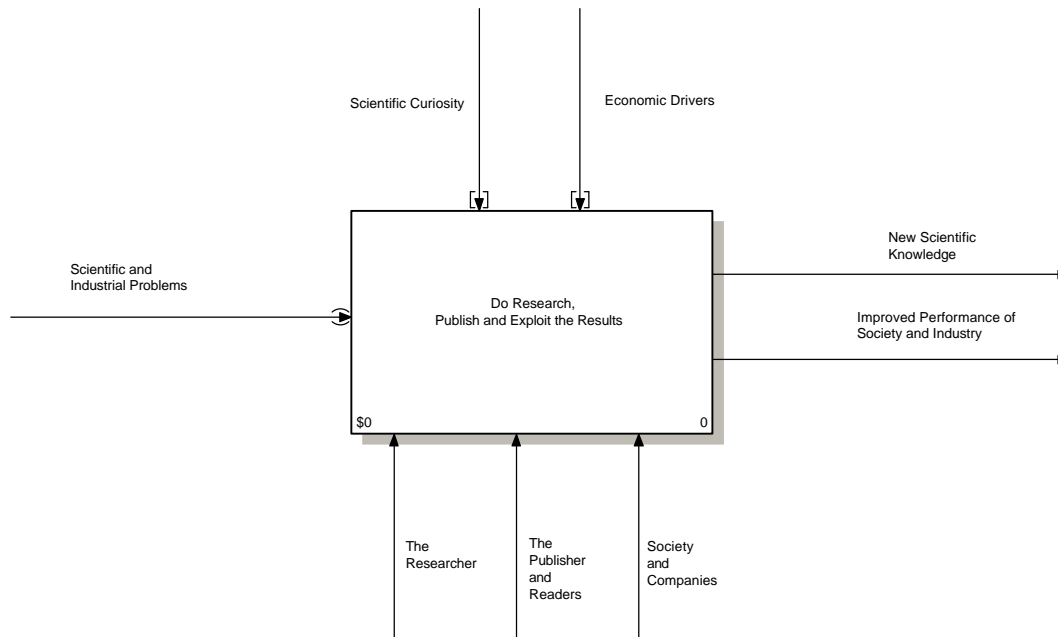 Scientific Curiosity
Economic Drivers
New Scientific
Knowledge
Scientific and
Industrial Problems
Do Research,
Publish and Exploit the Results
Improved Performance of
Society and Industry
$0
0
The
Researcher
The
Publisher
and
Readers
Society
and
Companies